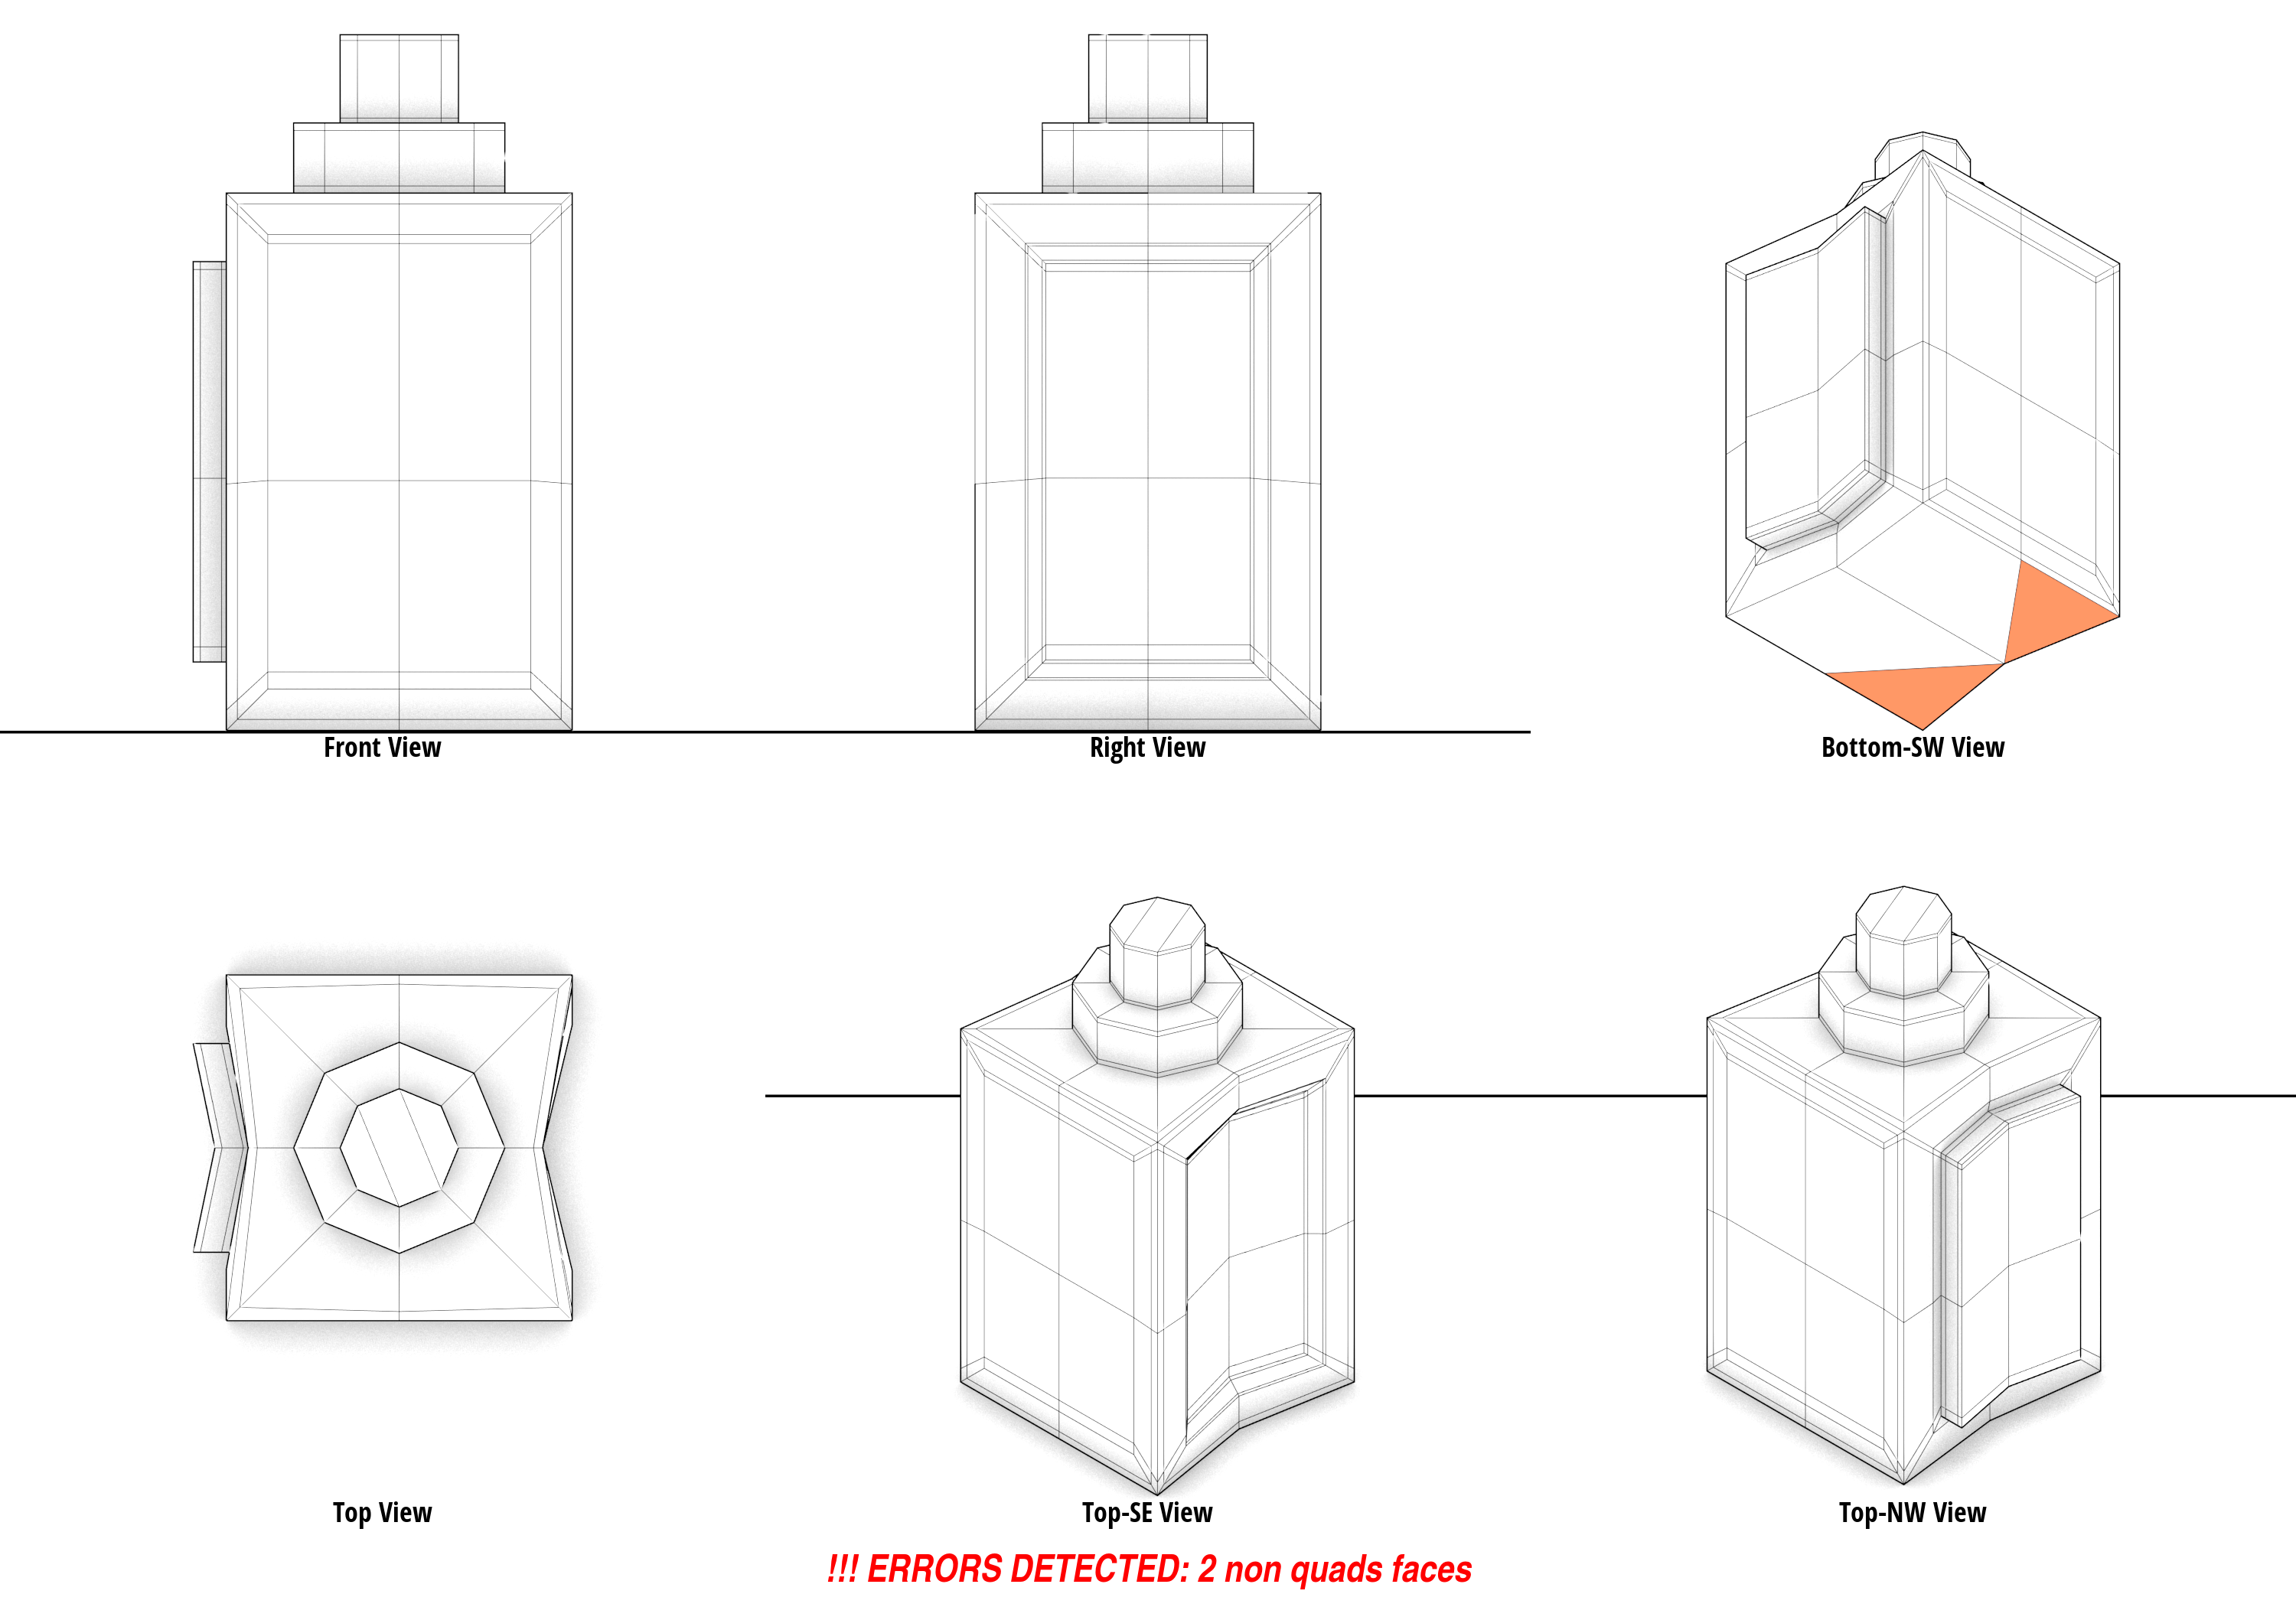 Front View
Right View
Bottom-SW View
Top View
Top-SE View
Top-NW View
!!! ERRORS DETECTED: 2 non quads faces